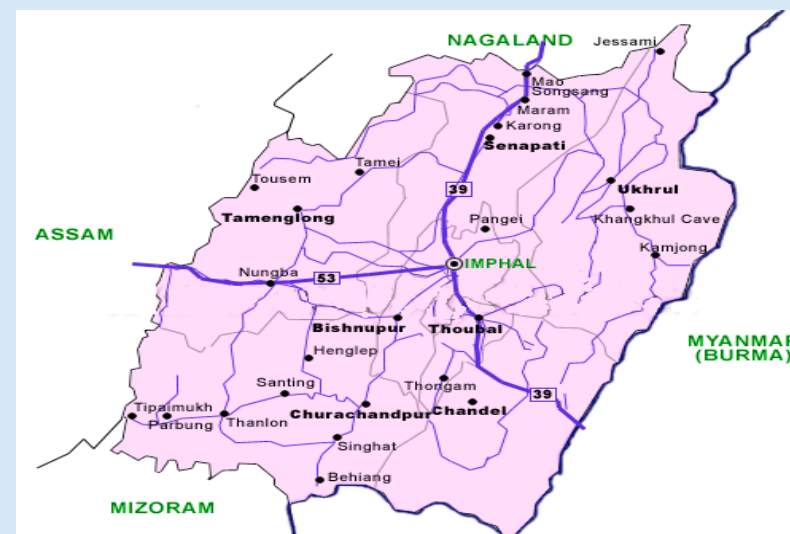 NAGALAND
Jessami
Mao
Songsang
Maram
Karong
Senapati
Tamei
Tousem
39
Ukhrul
Tamenglong
Pangei
Khangkhul Cave
ASSAM
Kamjong
IMPHAL
Nungba
53
Bishnupur
Thoubal
MYANMAR
(BURMA)
Henglep
Santing
Thongam
39
Tipaimukh
Churachandpur
Chandel
Parbung
Thanlon
Singhat
Behiang
MIZORAM